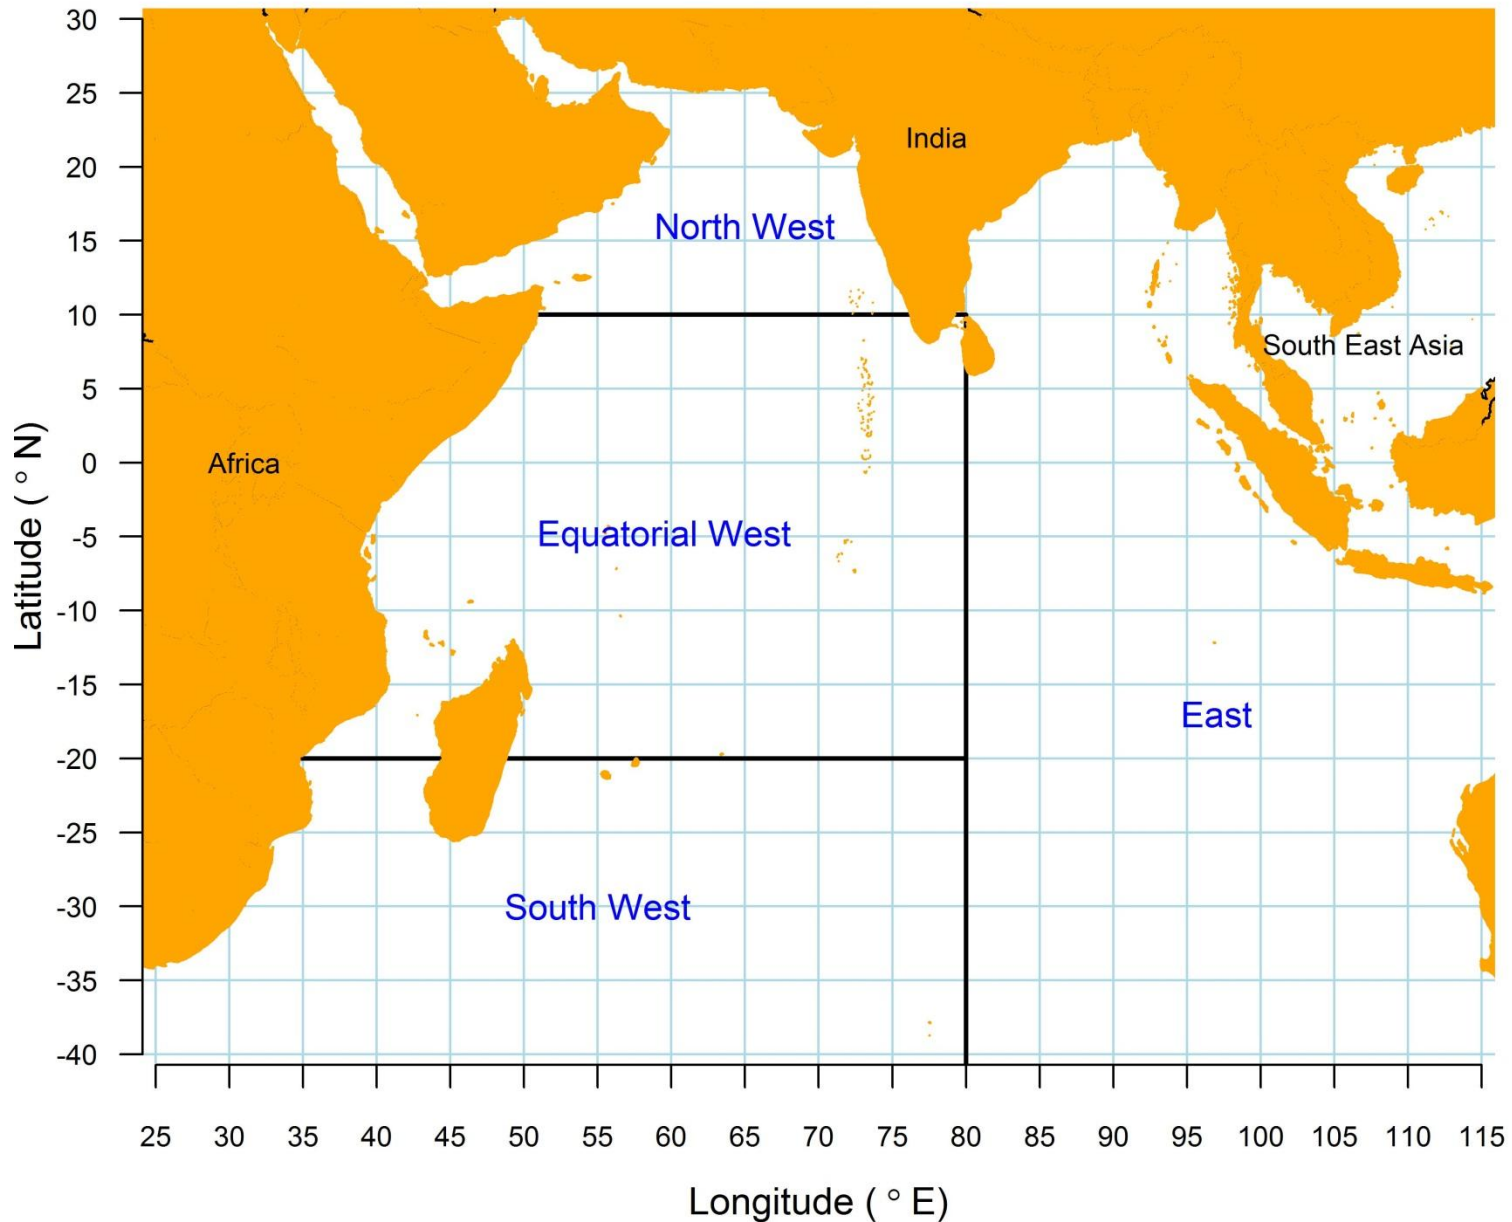 30
25
20
15
10
5
0
-5
-10
-15
-20
-25
-30
-35
-40
Latitude ( ° N)
India
North West
South East Asia
Africa
Equatorial West
East
South West
25 30 35 40 45 50 55 60 65 70 75 80 85 90 95 100 105 110 115
Longitude ( ° E)